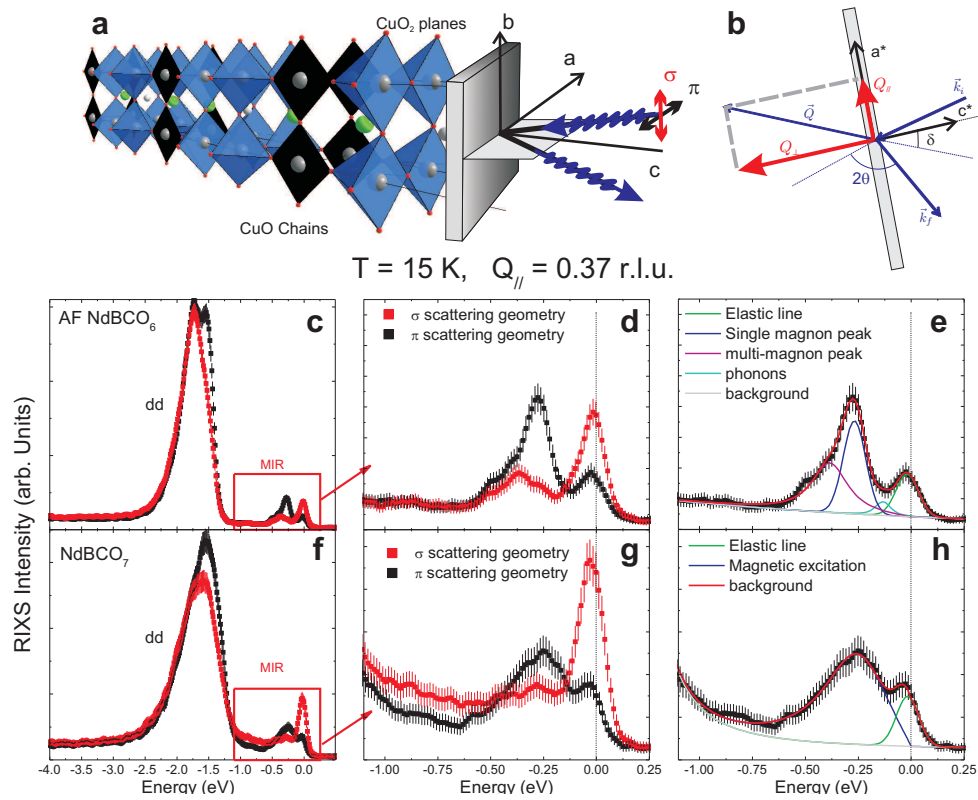 a
CuO₂ planes
b
a
σ
π
c
CuO Chains
b
a*
Q//
k⃗i
c*
Q⃗
δ
Q⊥
2θ
k⃗f
T = 15 K, Q// = 0.37 r.l.u.
RIXS Intensity (arb. Units)
AF NdBCO₆
c
dd
MIR
σ scattering geometry
π scattering geometry
d
Elastic line
Single magnon peak
multi-magnon peak
phonons
background
e
NdBCO₇
f
dd
MIR
-4.0 -3.5 -3.0 -2.5 -2.0 -1.5 -1.0 -0.5 0.0
Energy (eV)
σ scattering geometry
π scattering geometry
g
-1.00 -0.75 -0.50 -0.25 0.00 0.25
Energy (eV)
Elastic line
Magnetic excitation
background
h
-1.00 -0.75 -0.50 -0.25 0.00 0.25
Energy (eV)